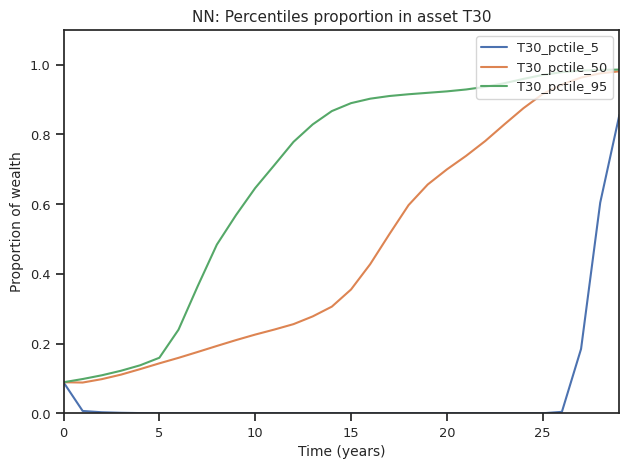 NN: Percentiles proportion in asset T30
T30_pctile_5
T30_pctile_50
T30_pctile_95
1.0
0.8
0.6
0.4
0.2
0.0
Proportion of wealth
0 5 10 15 20 25
Time (years)